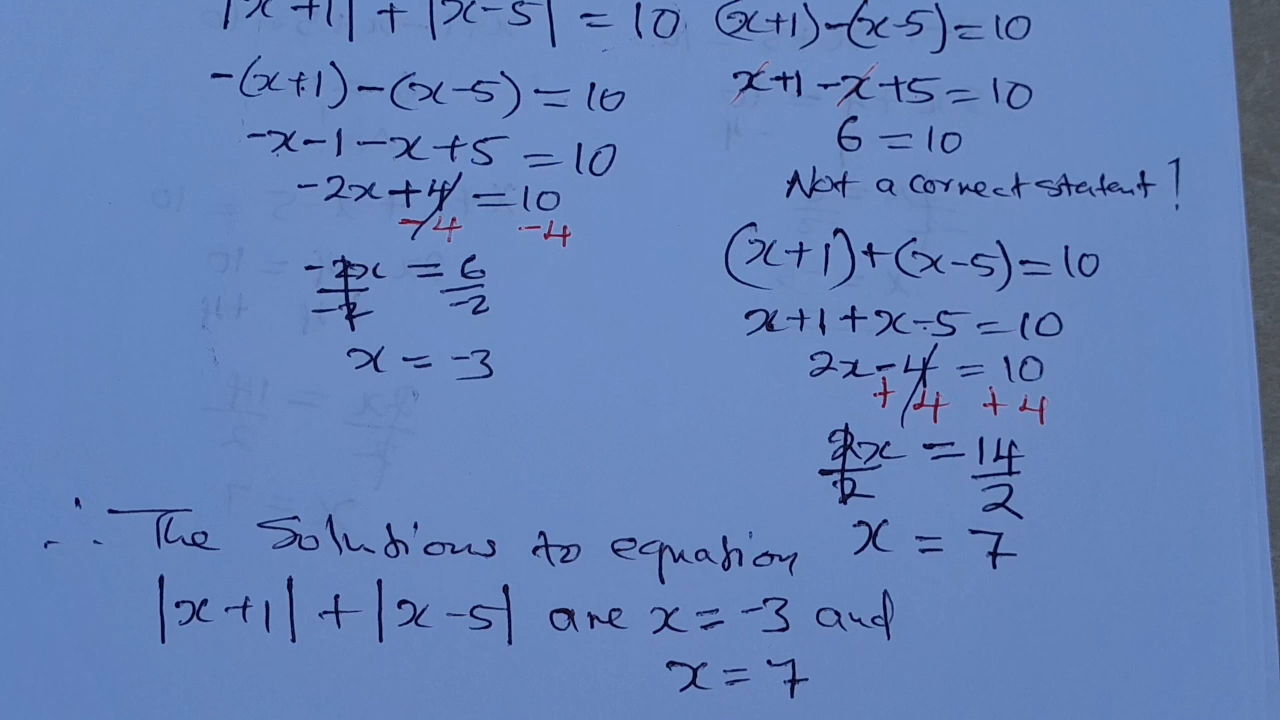 |x+1| + |x-5| = 10
-(x+1)-(x-5)=10
-x-1-x+5=10
-2x+4=10
-4 -4
-2x/-2 = 6/-2
x = -3
(x+1)-(x-5)=10
x+1-x+5=10
6=10
Not a correct statent!
(x+1)+(x-5)=10
x+1+x-5=10
2x-4=10
+4 +4
2x/2 = 14/2
x = 7
∴ The Solutions to equation
|x+1|+|x-5| are x=-3 and
x=7